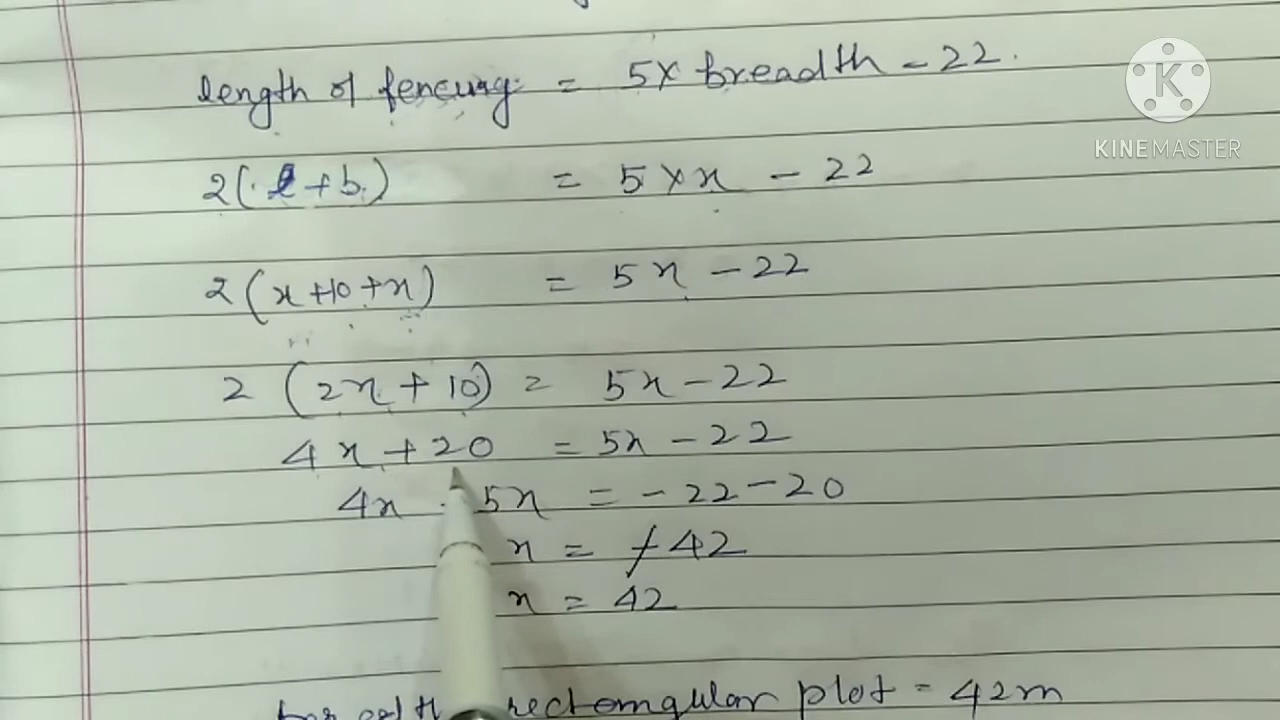 length of fencing = 5x breadth - 22.
K
KINEMASTER
2(l+b) = 5 x x - 22
2(x+10+x) = 5x - 22
2 (2x + 10) = 5x - 22
4x + 20 = 5x - 22
4x 5x = - 22 - 20
x = -42
x = 42
rectangular plot = 42m